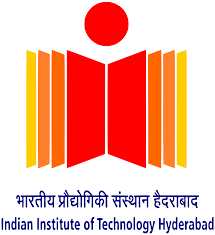 भारतीय प्रौद्योगिकी संस्थान हैदराबाद
Indian Institute of Technology Hyderabad